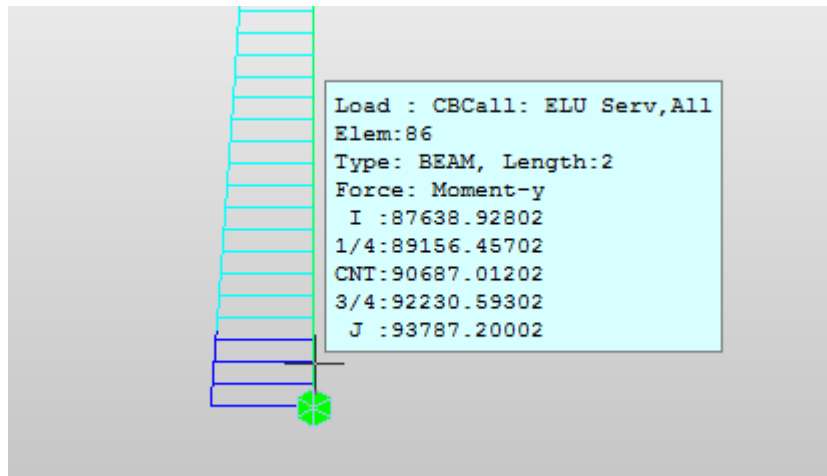 Load : CBCall: ELU Serv,All
Elem:86
Type: BEAM, Length:2
Force: Moment-y
I :87638.92802
1/4:89156.45702
CNT:90687.01202
3/4:92230.59302
J :93787.20002